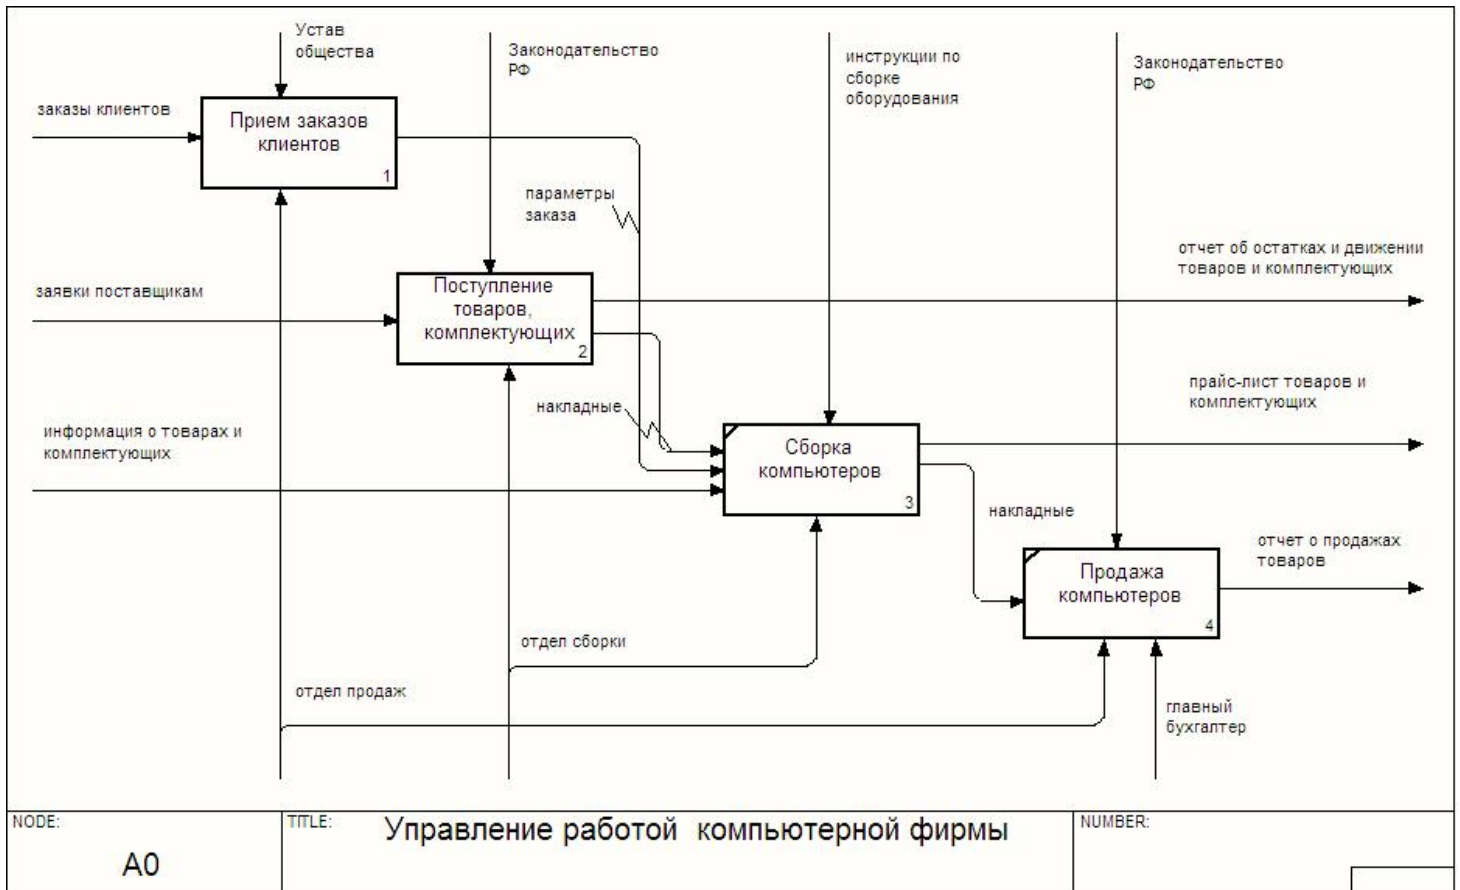 Устав
общества
Законодательство
РФ
инструкции по
сборке
оборудования
Законодательство
РФ
заказы клиентов
Прием заказов
клиентов
1
параметры
заказа
отчет об остатках и движении
товаров и комплектующих
заявки поставщикам
Поступление
товаров,
комплектующих
2
прайс-лист товаров и
комплектующих
накладные
информация о товарах и
комплектующих
Сборка
компьютеров
3
накладные
отчет о продажах
товаров
Продажа
компьютеров
4
отдел сборки
отдел продаж
главный
бухгалтер
NODE:
A0
TITLE:
Управление работой компьютерной фирмы
NUMBER: